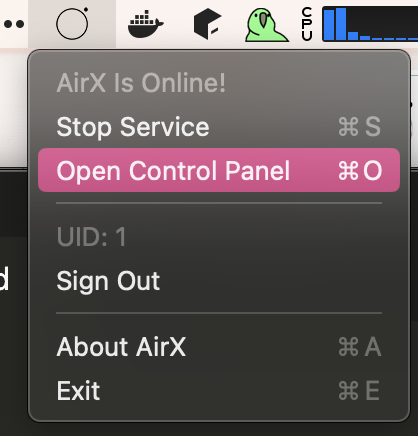 CPU
AirX Is Online!
Stop Service ⌘S
Open Control Panel ⌘O
UID: 1
Sign Out
About AirX ⌘A
Exit ⌘E
d